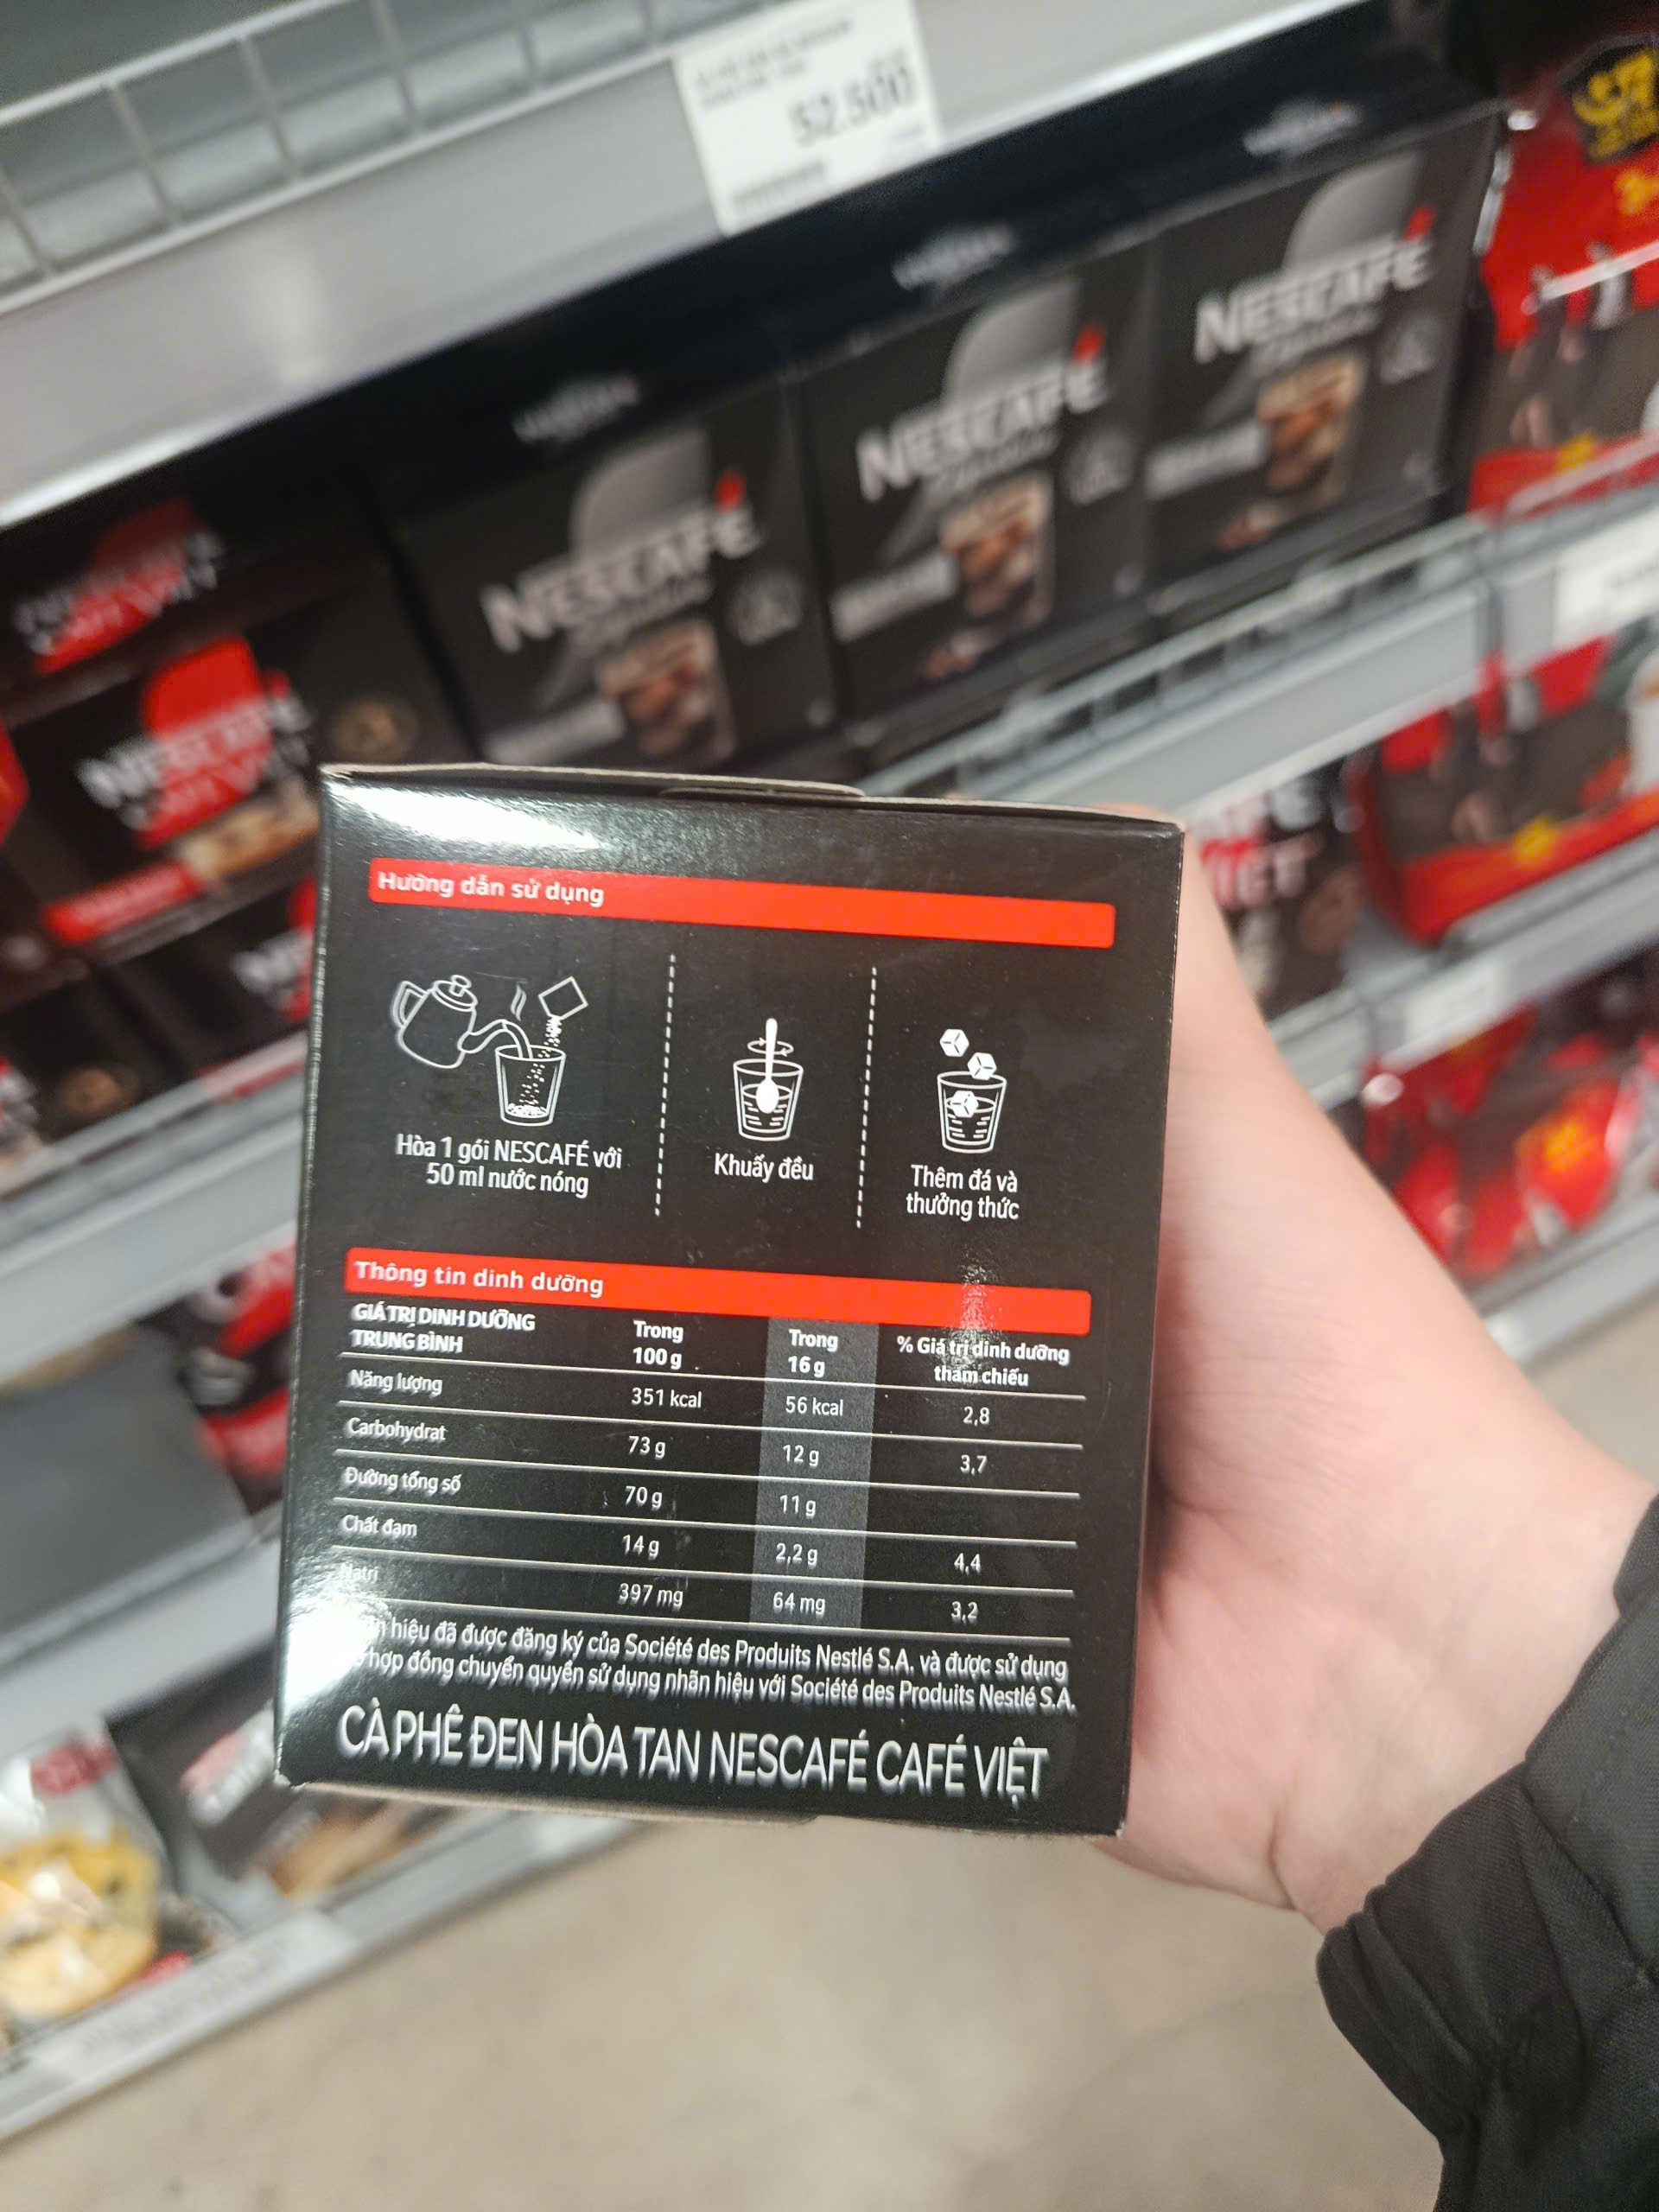 52.500
NESCAFÉ
NESCAFÉ
NESCAFÉ
NESCAFÉ
Hướng dẫn sử dụng
Hòa 1 gói NESCAFÉ với
50 ml nước nóng
Khuấy đều
Thêm đá và
thưởng thức
Thông tin dinh dưỡng
GIÁ TRỊ DINH DƯỠNG
TRUNG BÌNH
Trong
100 g
Trong
16 g
% Giá trị dinh dưỡng
tham chiếu
Năng lượng 351 kcal 56 kcal 2,8
Carbohydrat 73 g 12 g 3,7
Đường tổng số 70 g 11 g
Chất đạm 14 g 2,2 g 4,4
Natri 397 mg 64 mg 3,2
hiệu đã được đăng ký của Société des Produits Nestlé S.A. và được sử dụng
hợp đồng chuyển quyền sử dụng nhãn hiệu với Société des Produits Nestlé S.A.
CÀ PHÊ ĐEN HÒA TAN NESCAFÉ CAFÉ VIỆT